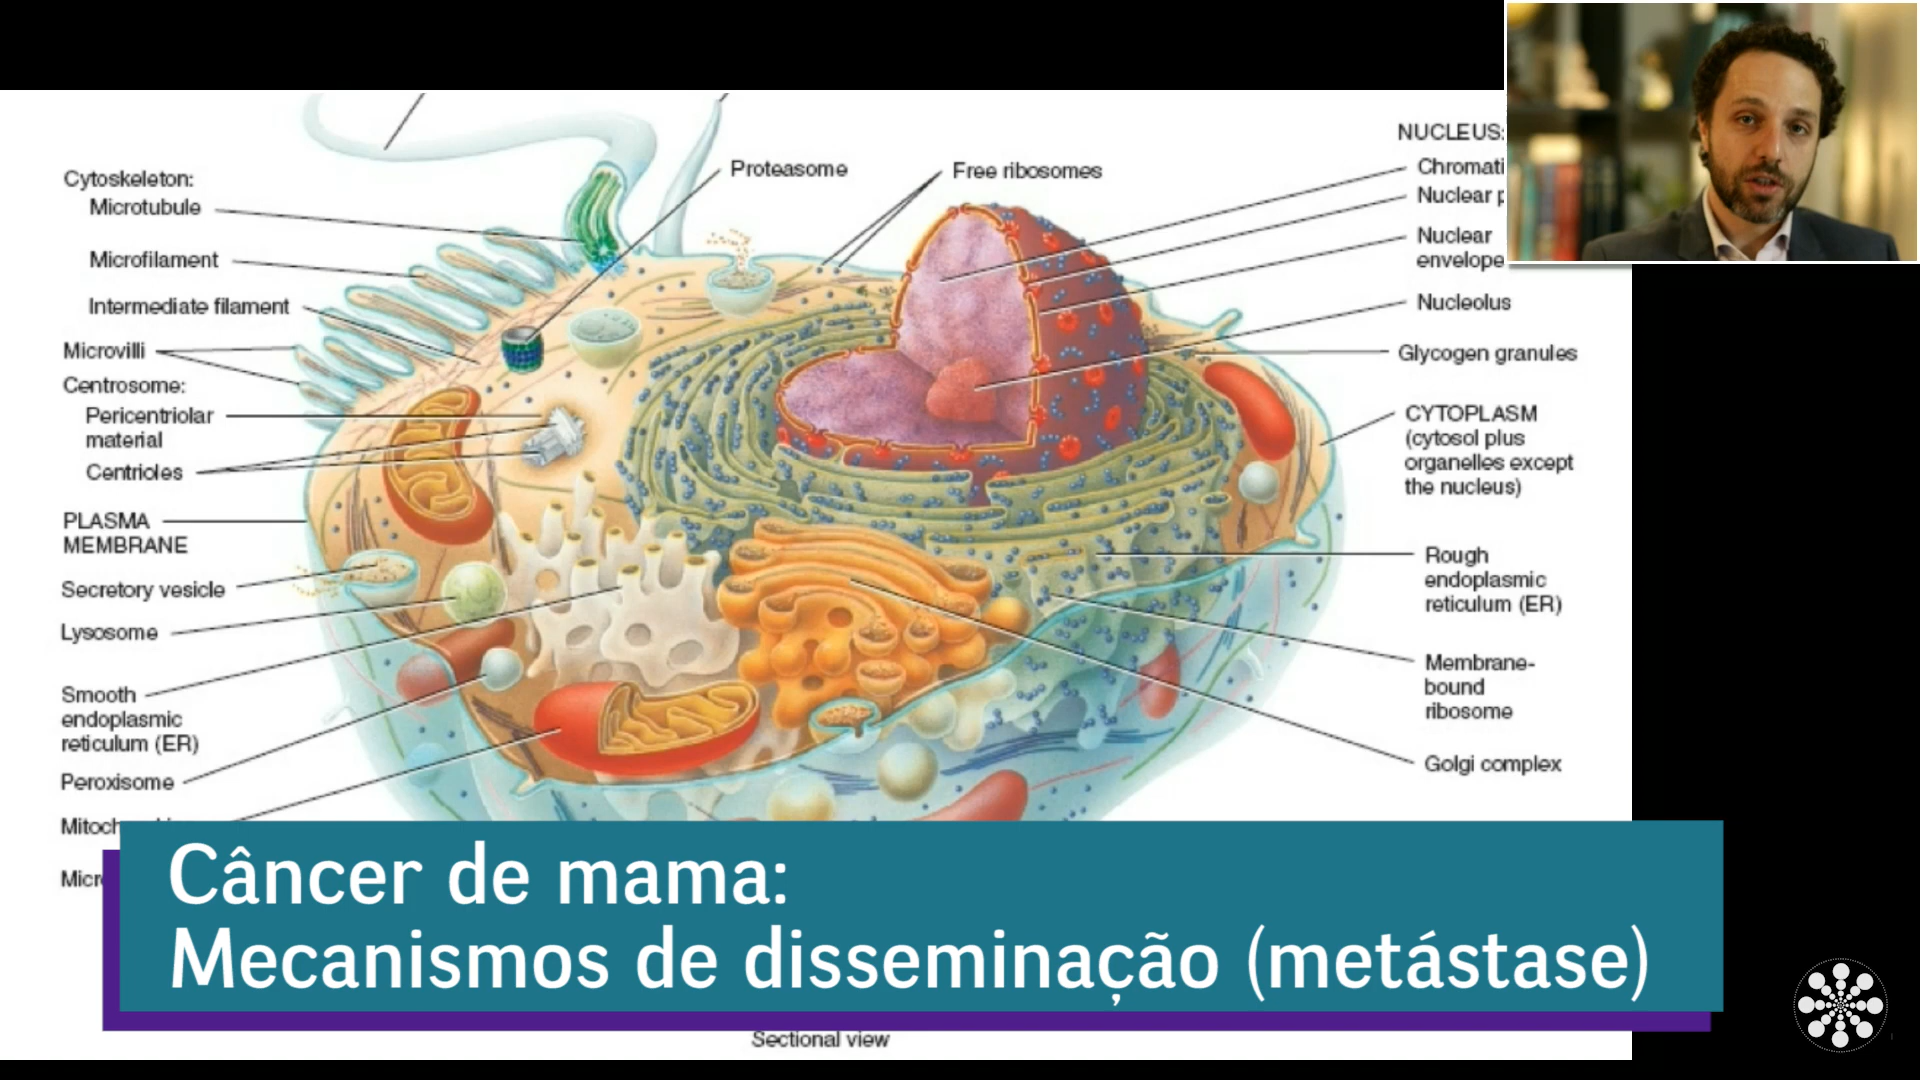 Cytoskeleton:
Microtubule
Microfilament
Intermediate filament
Microvilli
Centrosome:
Pericentriolar
material
Centrioles
PLASMA
MEMBRANE
Secretory vesicle
Lysosome
Smooth
endoplasmic
reticulum (ER)
Peroxisome
Proteasome
Free ribosomes
NUCLEUS:
Nuclear
envelope
Nucleolus
Glycogen granules
CYTOPLASM
(cytosol plus
organelles except
the nucleus)
Rough
endoplasmic
reticulum (ER)
Membrane-
bound
ribosome
Golgi complex
Câncer de mama:
Mecanismos de disseminação (metástase)
Sectional view